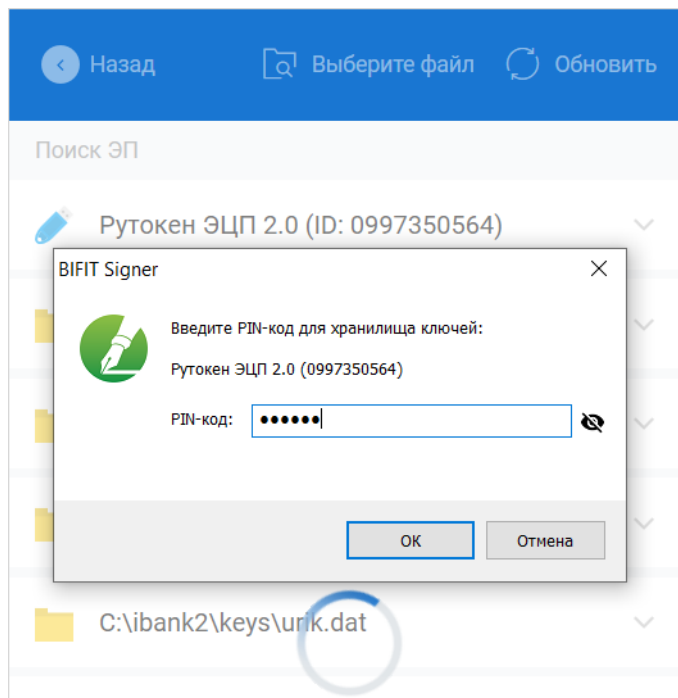 Назад
Выберите файл
Обновить
Поиск ЭП
Рутокен ЭЦП 2.0 (ID: 0997350564)
BIFIT Signer
Введите PIN-код для хранилища ключей:
Рутокен ЭЦП 2.0 (0997350564)
PIN-код: ••••••
OK
Отмена
C:\ibank2\keys\urik.dat